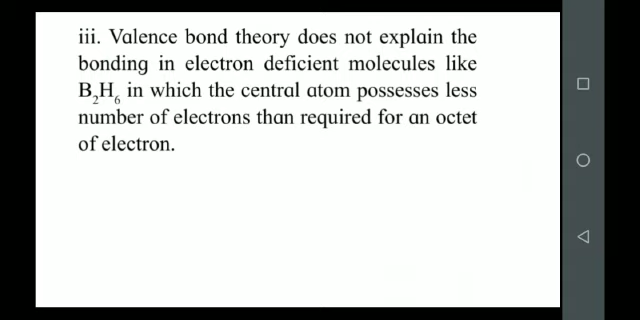 iii. Valence bond theory does not explain the
bonding in electron deficient molecules like
B₂H₆ in which the central atom possesses less
number of electrons than required for an octet
of electron.